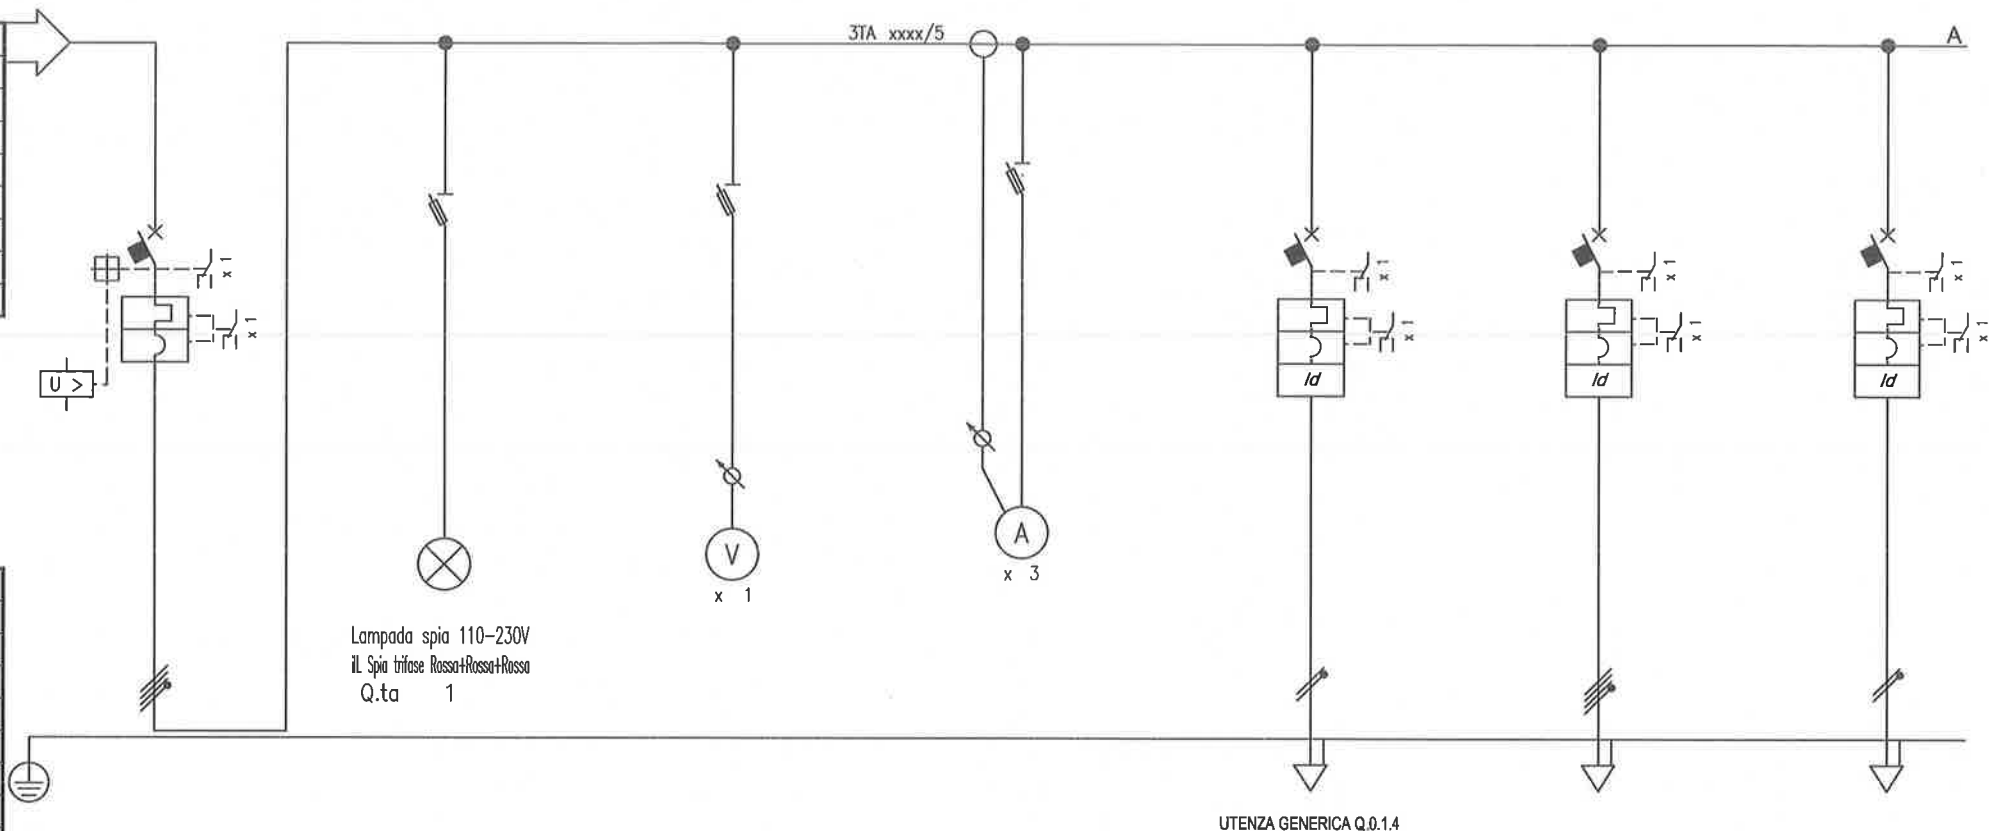 3TA xxxx/5
A
x 1
x 1
U >
x 1
x 1
Id
x 1
x 1
Id
x 1
x 1
Id
V
x 1
A
x 3
Lampada spia 110-230V
iL Spia trifase Rossa+Rossa+Rossa
Q.ta 1
UTENZA GENERICA Q.0.1.4